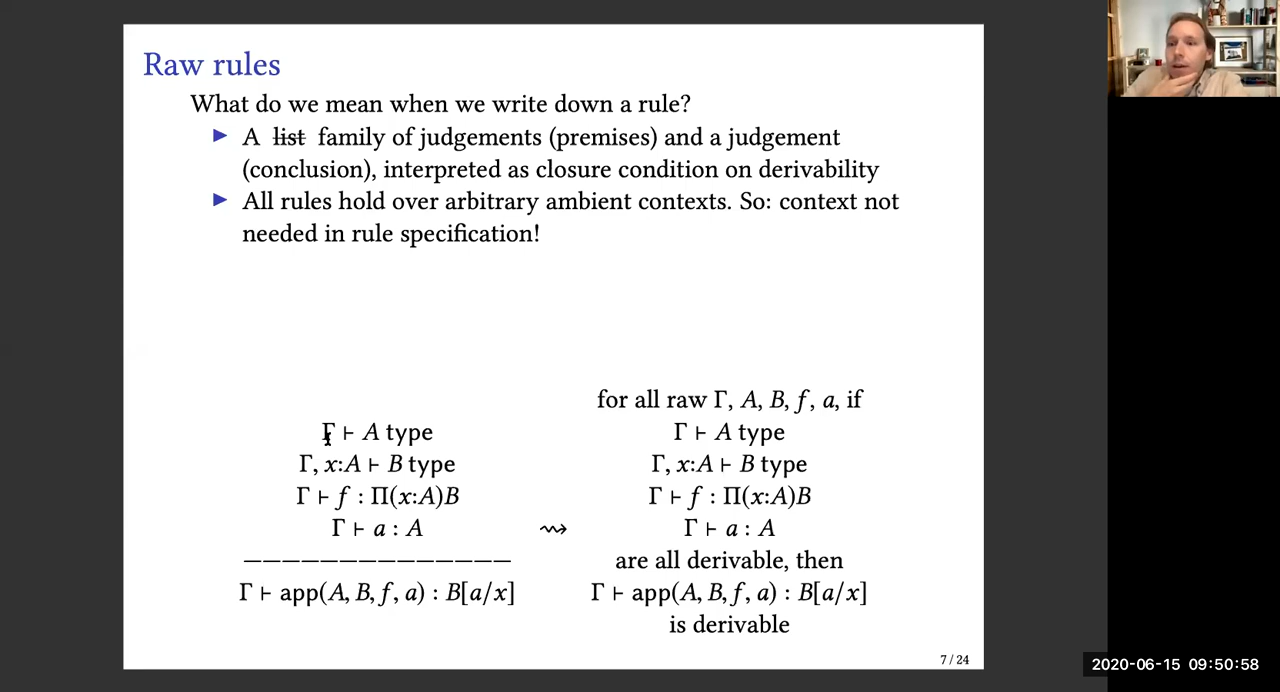 Raw rules
What do we mean when we write down a rule?
▶ A list family of judgements (premises) and a judgement
(conclusion), interpreted as closure condition on derivability
▶ All rules hold over arbitrary ambient contexts. So: context not
needed in rule specification!
Γ ⊢ A type
Γ, x:A ⊢ B type
Γ ⊢ f : Π(x:A)B
Γ ⊢ a : A
——————————————
Γ ⊢ app(A, B, f, a) : B[a/x]
⇝
for all raw Γ, A, B, f, a, if
Γ ⊢ A type
Γ, x:A ⊢ B type
Γ ⊢ f : Π(x:A)B
Γ ⊢ a : A
are all derivable, then
Γ ⊢ app(A, B, f, a) : B[a/x]
is derivable
7 / 24
2020-06-15 09:50:58